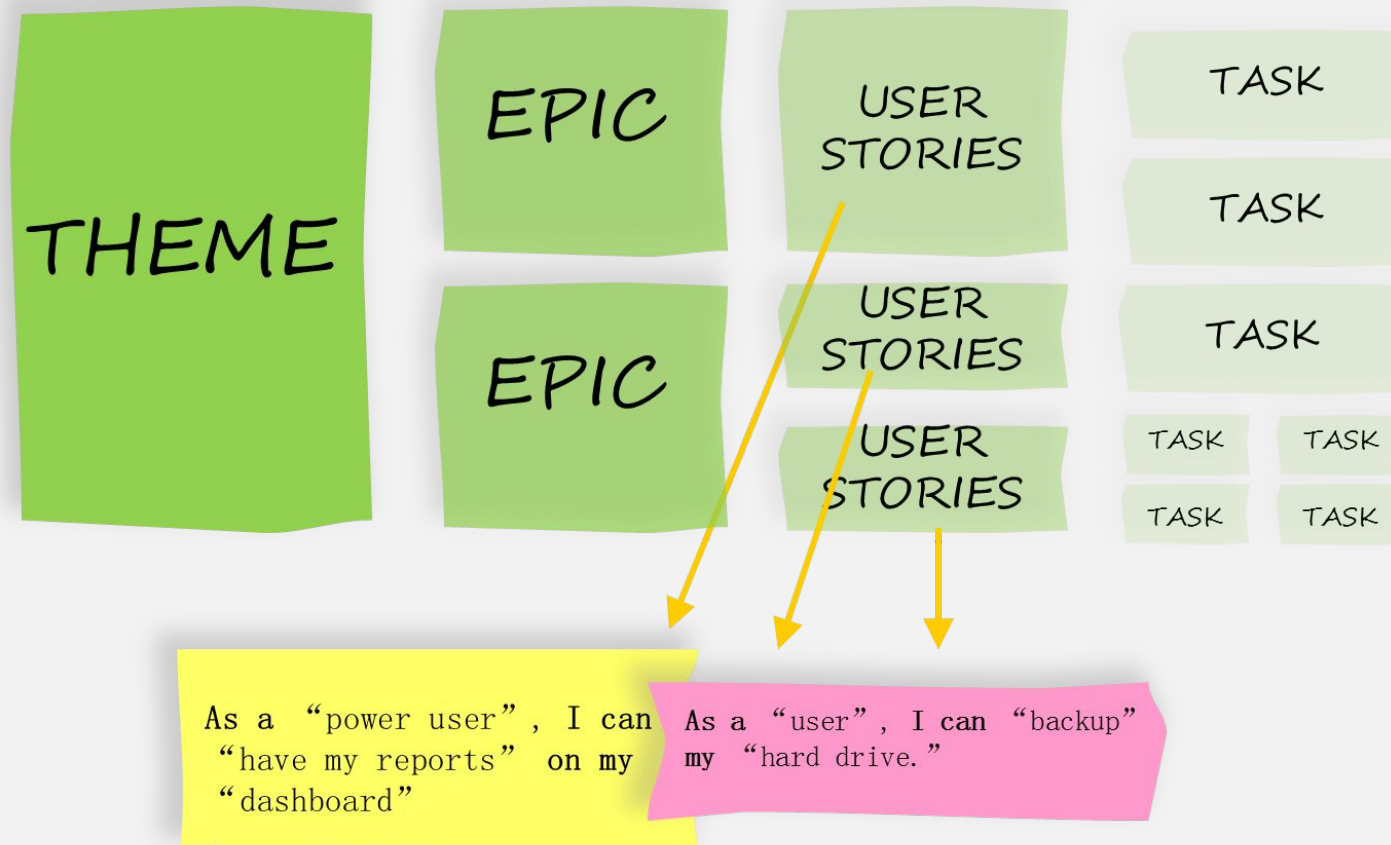 THEME
EPIC
EPIC
USER
STORIES
USER
STORIES
USER
STORIES
TASK
TASK
TASK
TASK TASK
TASK TASK
As a “power user”, I can
“have my reports” on my
“dashboard”
As a “user”, I can “backup”
my “hard drive.”